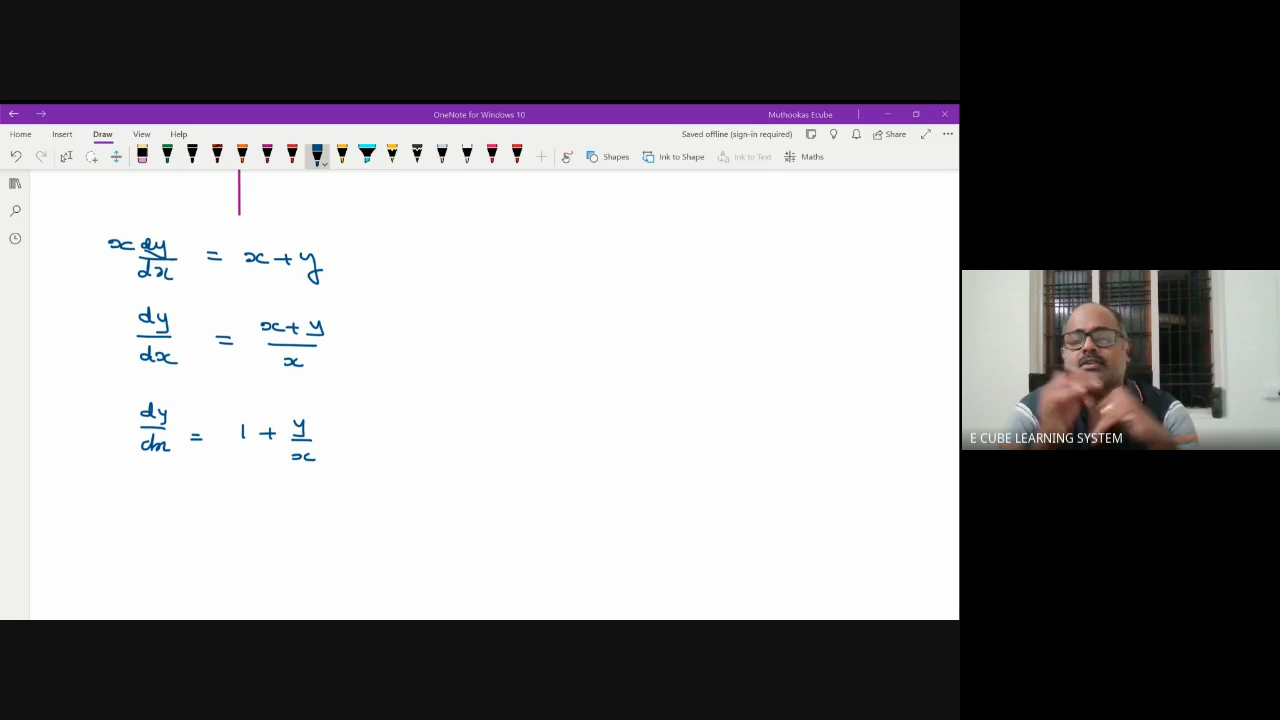 OneNote for Windows 10
Muthookas Ecube
Home Insert Draw View Help
Saved offline (sign-in required) Share
Shapes Ink to Shape Ink to Text Maths
x dy/dx = x + y
dy/dx = x + y / x
dy/dx = 1 + y/x
E CUBE LEARNING SYSTEM